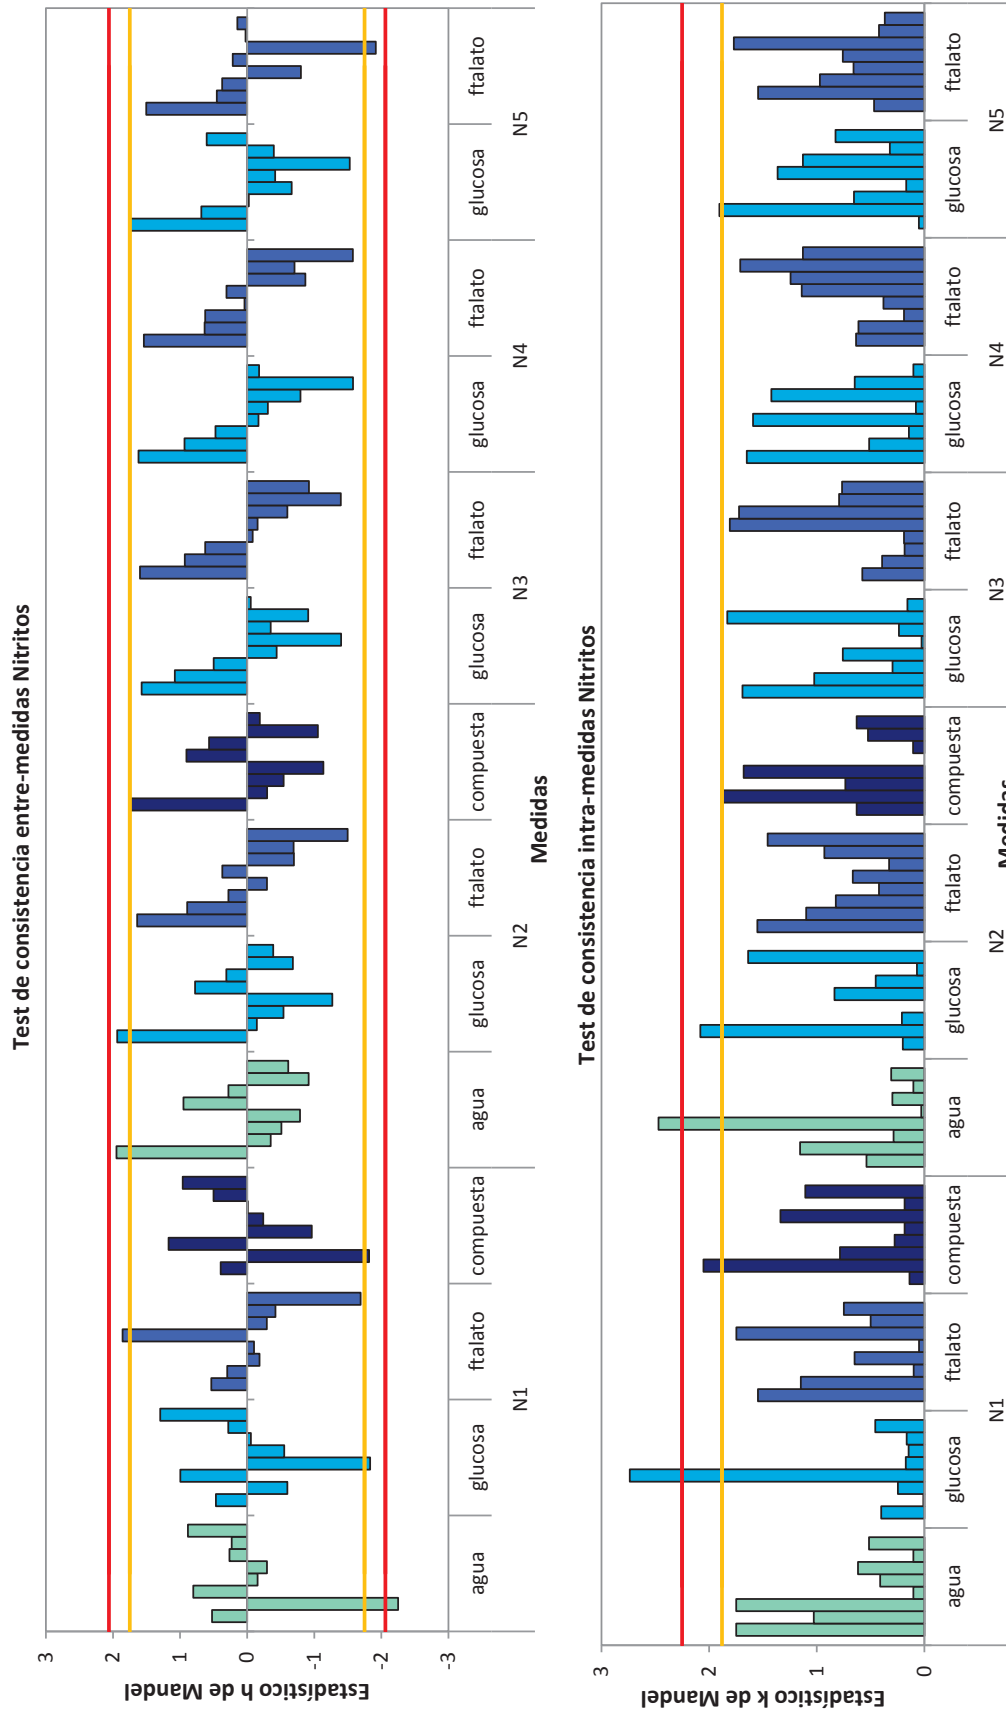 Test de consistencia entre-medidas Nitritos
Estadístico h de Mandel
3
2
1
0
-1
-2
-3
agua
glucosa
ftalato
compuesta
agua
glucosa
ftalato
compuesta
glucosa
ftalato
glucosa
ftalato
glucosa
ftalato
N1
N2
N3
N4
N5
Medidas
Test de consistencia intra-medidas Nitritos
Estadístico k de Mandel
3
2
1
0
agua
glucosa
ftalato
compuesta
agua
glucosa
ftalato
compuesta
glucosa
ftalato
glucosa
ftalato
glucosa
ftalato
N1
N2
N3
N4
N5
Medidas